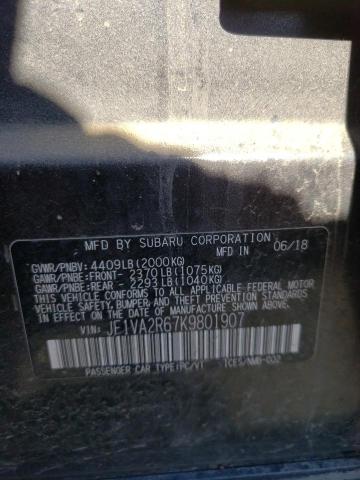 MFD BY SUBARU CORPORATION 06/18
GVWR/PNBV: 4409LB(2000KG)
GAWR/PNBE:FRONT- 2370LB(1075KG)
GAWR/PNBE:REAR - 2293LB(1040KG)
THIS VEHICLE CONFORMS TO ALL APPLICABLE FEDERAL MOTOR
VEHICLE SAFETY, BUMPER AND THEFT PREVENTION STANDARDS
IN EFFECT ON THE DATE OF MANUFACTURE SHOWN ABOVE.
VIN: JF1VA2R67K9801907
PASSENGER CAR TYPE(PC/VT)